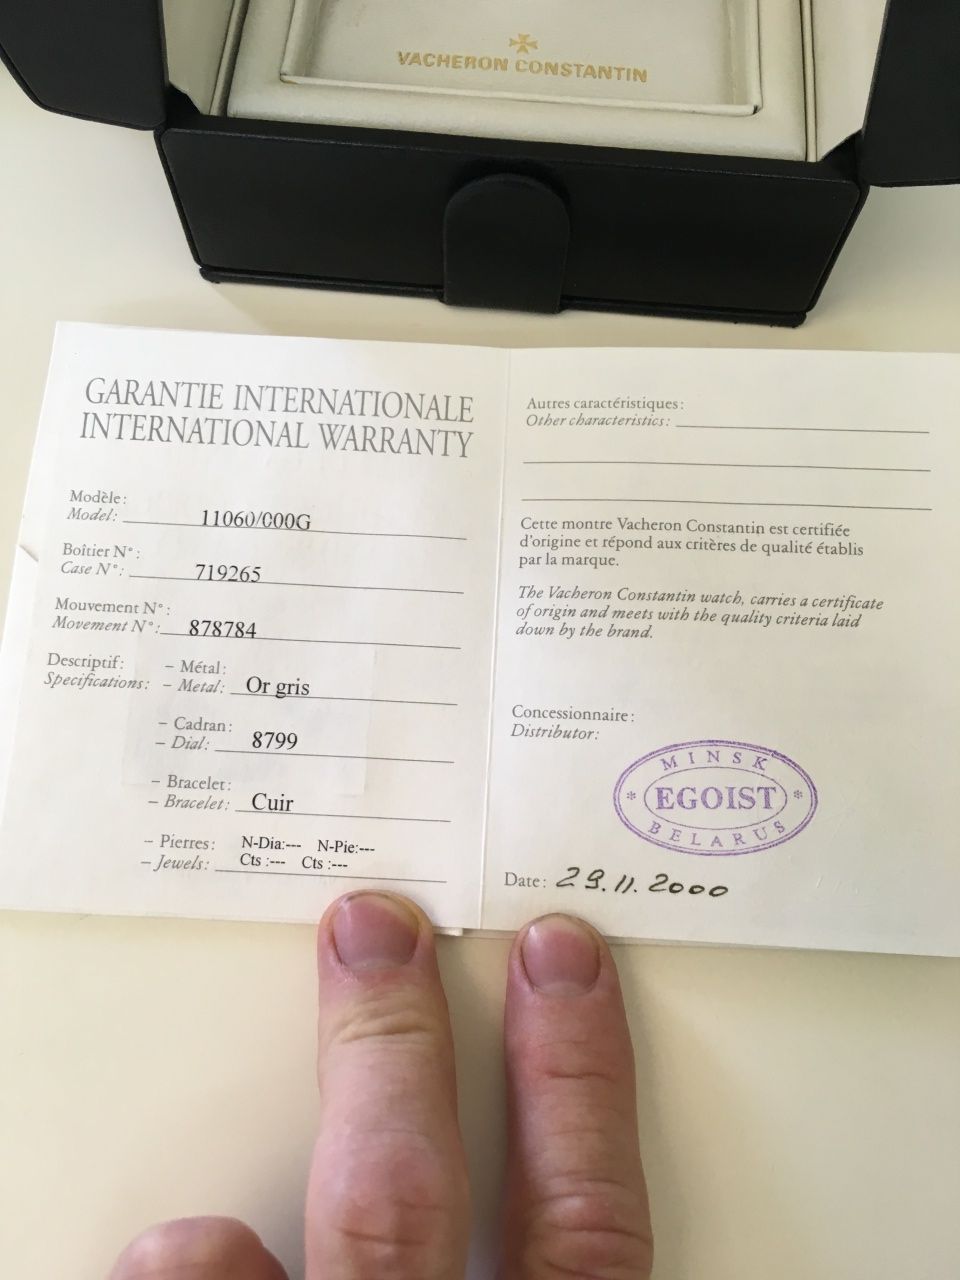 VACHERON CONSTANTIN
GARANTIE INTERNATIONALE
INTERNATIONAL WARRANTY
Modèle:
Model: 11060/000G
Boîtier N°:
Case N°: 719265
Mouvement N°:
Movement N°: 878784
Descriptif: - Métal:
Specifications: - Metal: Or gris
- Cadran:
- Dial: 8799
- Bracelet:
- Bracelet: Cuir
- Pierres: N-Dia:--- N-Pie:---
- Jewels: Cts :--- Cts :---
Autres caractéristiques:
Other characteristics:
Cette montre Vacheron Constantin est certifiée
d'origine et répond aux critères de qualité établis
par la marque.
The Vacheron Constantin watch, carries a certificate
of origin and meets with the quality criteria laid
down by the brand.
Concessionnaire:
Distributor:
MINSK
* EGOIST *
BELARUS
Date: 29.11.2000